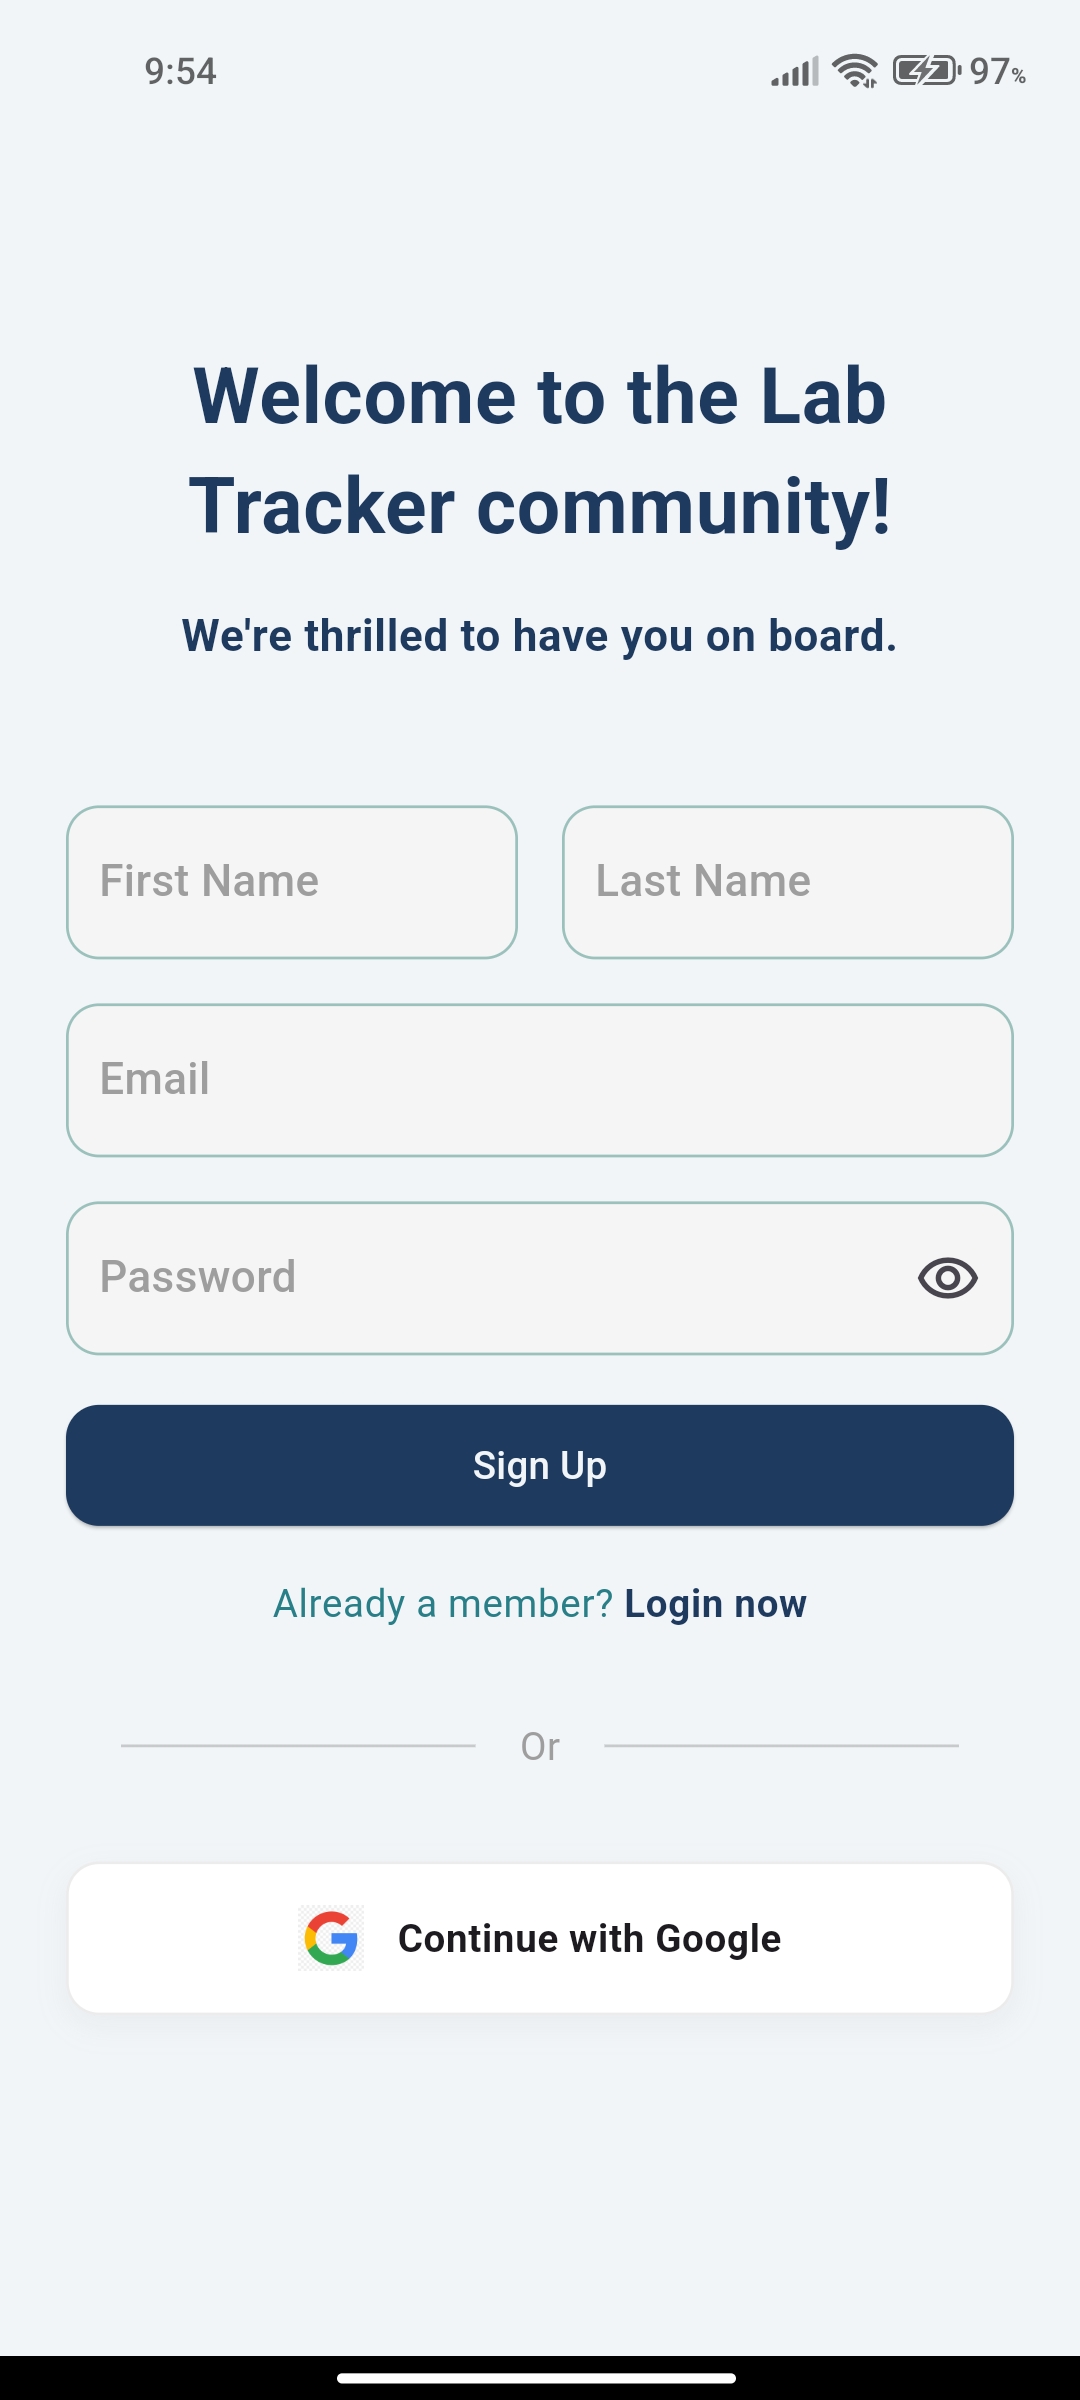 9:54
97%
Welcome to the Lab
Tracker community!
We're thrilled to have you on board.
First Name
Last Name
Email
Password
Sign Up
Already a member? Login now
Or
Continue with Google